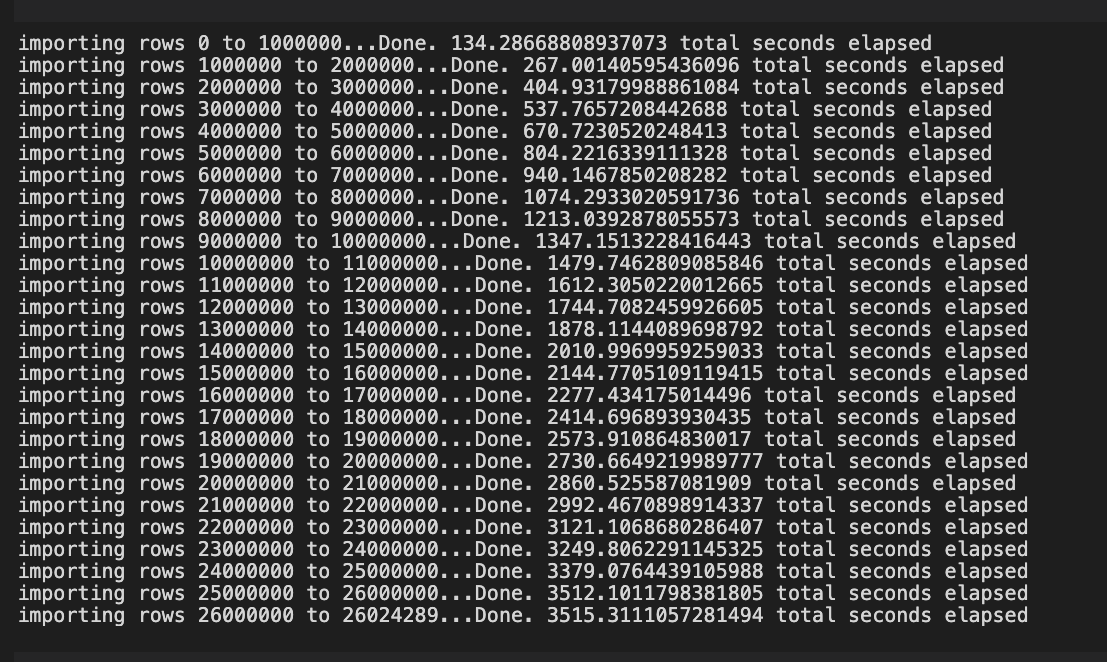 importing rows 0 to 1000000...Done. 134.28668808937073 total seconds elapsed
importing rows 1000000 to 2000000...Done. 267.00140595436096 total seconds elapsed
importing rows 2000000 to 3000000...Done. 404.93179988861084 total seconds elapsed
importing rows 3000000 to 4000000...Done. 537.7657208442688 total seconds elapsed
importing rows 4000000 to 5000000...Done. 670.7230520248413 total seconds elapsed
importing rows 5000000 to 6000000...Done. 804.2216339111328 total seconds elapsed
importing rows 6000000 to 7000000...Done. 940.1467850208282 total seconds elapsed
importing rows 7000000 to 8000000...Done. 1074.2933020591736 total seconds elapsed
importing rows 8000000 to 9000000...Done. 1213.0392878055573 total seconds elapsed
importing rows 9000000 to 10000000...Done. 1347.1513228416443 total seconds elapsed
importing rows 10000000 to 11000000...Done. 1479.7462809085846 total seconds elapsed
importing rows 11000000 to 12000000...Done. 1612.3050220012665 total seconds elapsed
importing rows 12000000 to 13000000...Done. 1744.7082459926605 total seconds elapsed
importing rows 13000000 to 14000000...Done. 1878.1144089698792 total seconds elapsed
importing rows 14000000 to 15000000...Done. 2010.9969959259033 total seconds elapsed
importing rows 15000000 to 16000000...Done. 2144.7705109119415 total seconds elapsed
importing rows 16000000 to 17000000...Done. 2277.434175014496 total seconds elapsed
importing rows 17000000 to 18000000...Done. 2414.696893930435 total seconds elapsed
importing rows 18000000 to 19000000...Done. 2573.910864830017 total seconds elapsed
importing rows 19000000 to 20000000...Done. 2730.6649219989777 total seconds elapsed
importing rows 20000000 to 21000000...Done. 2860.525587081909 total seconds elapsed
importing rows 21000000 to 22000000...Done. 2992.4670898914337 total seconds elapsed
importing rows 22000000 to 23000000...Done. 3121.1068680286407 total seconds elapsed
importing rows 23000000 to 24000000...Done. 3249.8062291145325 total seconds elapsed
importing rows 24000000 to 25000000...Done. 3379.0764439105988 total seconds elapsed
importing rows 25000000 to 26000000...Done. 3512.1011798381805 total seconds elapsed
importing rows 26000000 to 26024289...Done. 3515.3111057281494 total seconds elapsed